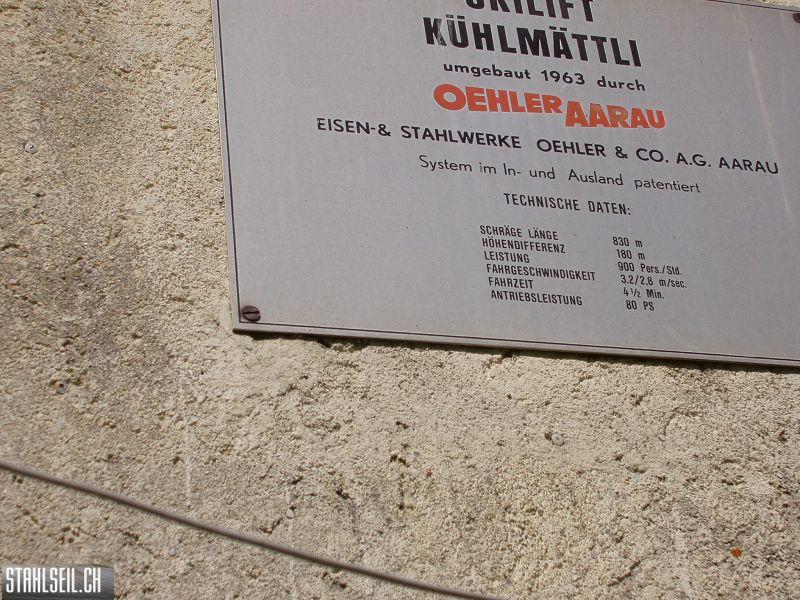 SKILIFT
KÜHLMÄTTLI
umgebaut 1963 durch
OEHLER AARAU
EISEN-& STAHLWERKE OEHLER & CO. A.G. AARAU
System im In- und Ausland patentiert
TECHNISCHE DATEN:
SCHRÄGE LÄNGE 830 m
HÖHENDIFFERENZ 180 m
LEISTUNG 900 Pers./Std.
FAHRGESCHWINDIGKEIT 3,2/2,8 m/sec.
FAHRZEIT 4½ Min.
ANTRIEBSLEISTUNG 80 PS
STAHLSEIL.CH